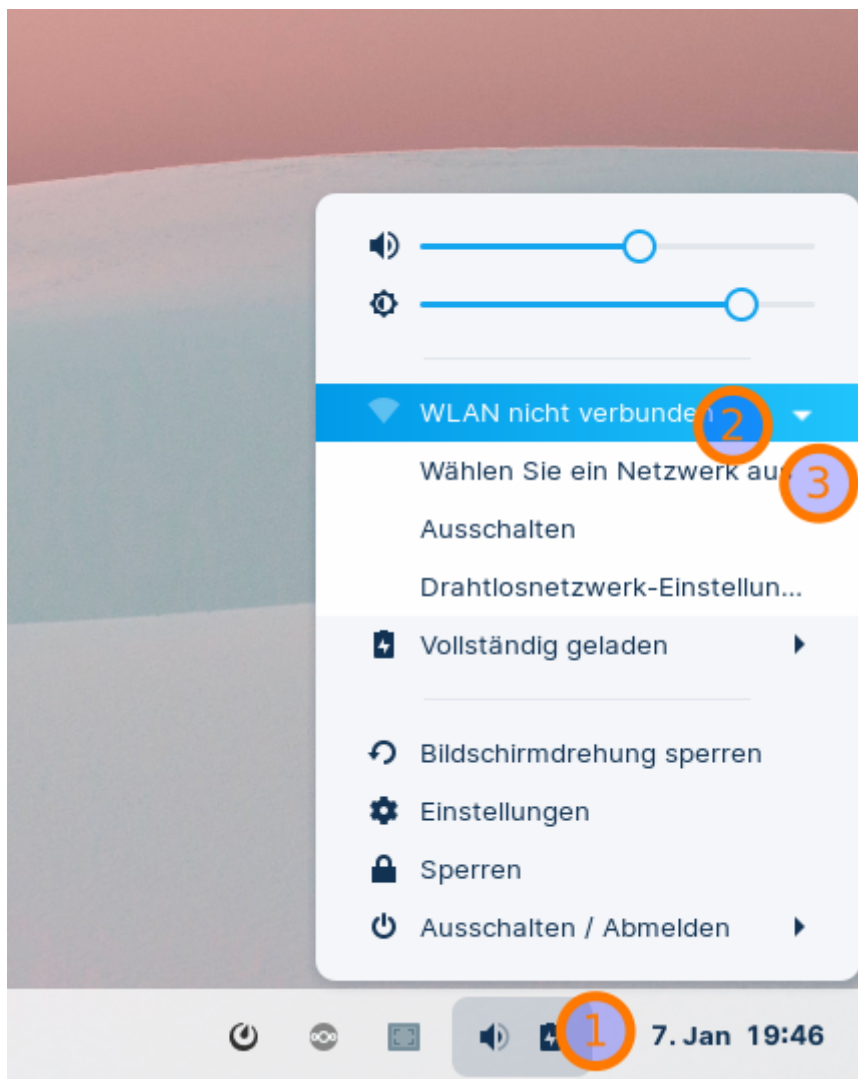 WLAN nicht verbunden
2
Wählen Sie ein Netzwerk aus
3
Ausschalten
Drahtlosnetzwerk-Einstellun...
Vollständig geladen
Bildschirmdrehung sperren
Einstellungen
Sperren
Ausschalten / Abmelden
1
7. Jan 19:46